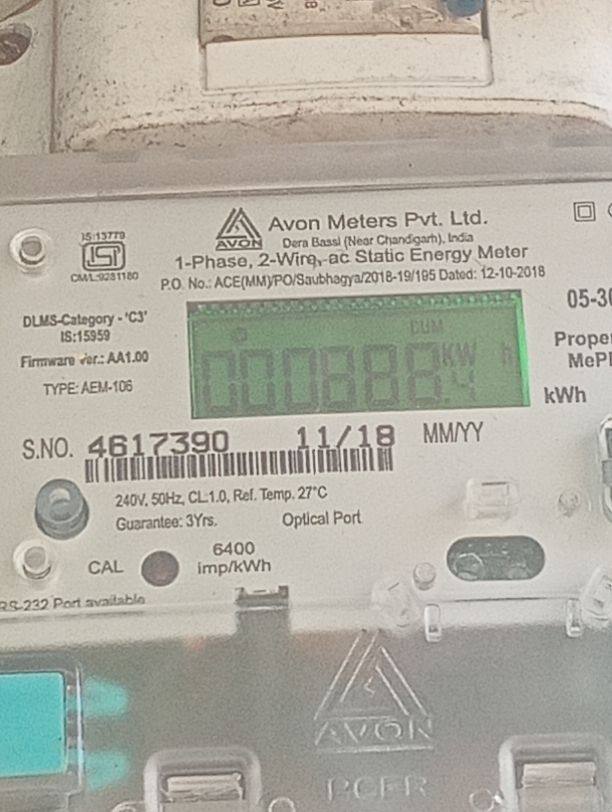 IS:13779
CM/L:9281180
AVON
Avon Meters Pvt. Ltd.
Dera Bassi (Near Chandigarh), India
1-Phase, 2-Wire, ac Static Energy Meter
P.O. No.: ACE(MM)/PO/Saubhagya/2018-19/195 Dated: 12-10-2018
DLMS-Category - 'C3'
IS:15959
Firmware Ver.: AA1.00
TYPE: AEM-106
CUM
KW h
05-30
Prope
MePI
kWh
S.NO. 4617390 11/18 MM/YY
240V, 50Hz, CL:1.0, Ref. Temp. 27°C
Guarantee: 3Yrs. Optical Port
CAL
6400
imp/kWh
RS-232 Port available
AVON